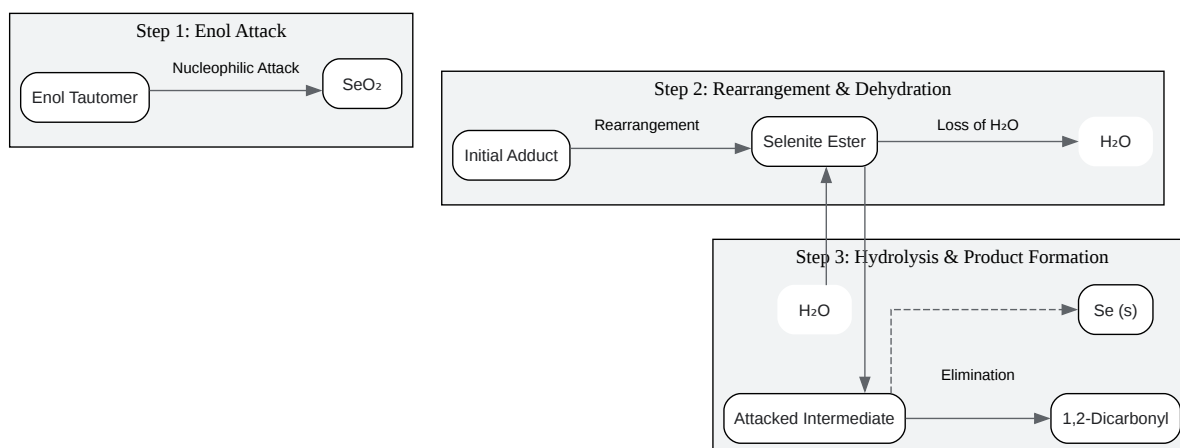 Step 1: Enol Attack
Nucleophilic Attack
Enol Tautomer
SeO₂
Step 2: Rearrangement & Dehydration
Rearrangement
Loss of H₂O
Initial Adduct
Selenite Ester
H₂O
Step 3: Hydrolysis & Product Formation
H₂O
Se (s)
Elimination
Attacked Intermediate
1,2-Dicarbonyl